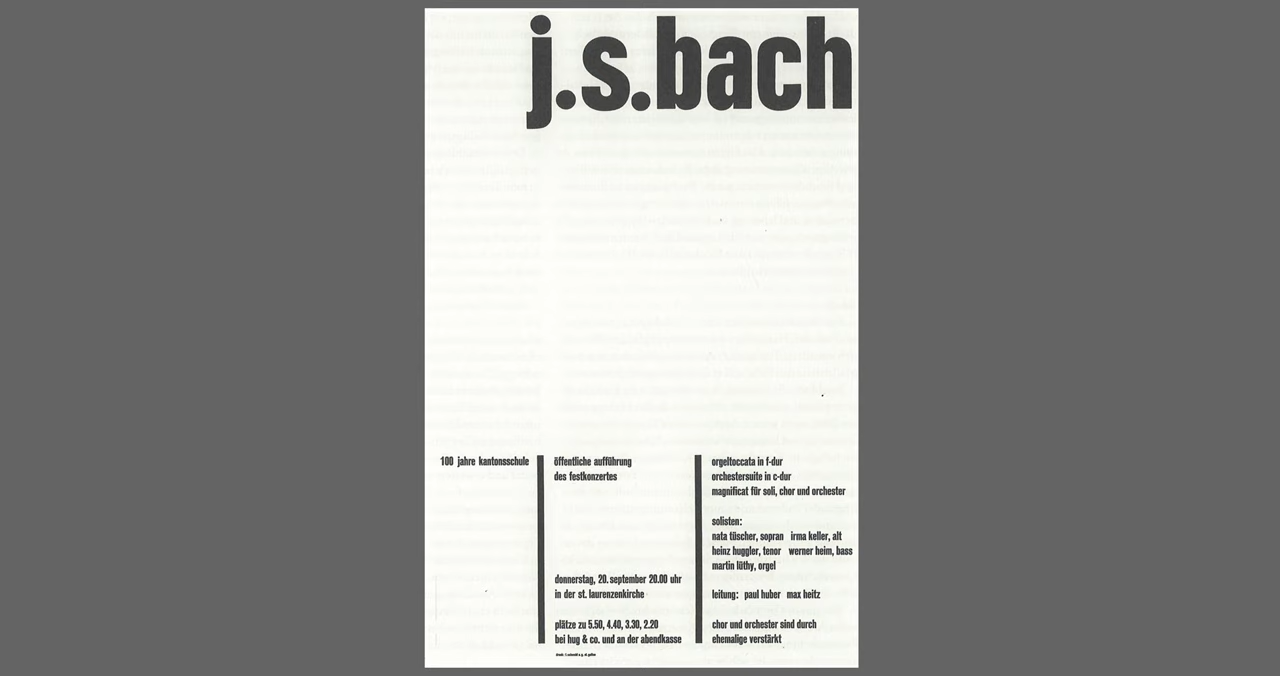 j.s.bach
100 jahre kantonsschule
öffentliche aufführung
des festkonzertes
donnerstag, 20. september 20.00 uhr
in der st. laurenzenkirche
plätze zu 5.50, 4.40, 3.30, 2.20
bei hug & co. und an der abendkasse
orgeltoccata in f-dur
orchestersuite in c-dur
magnificat für soli, chor und orchester
solisten:
nata tüscher, sopran irma keller, alt
heinz huggler, tenor werner heim, bass
martin lüthy, orgel
leitung: paul huber max heitz
chor und orchester sind durch
ehemalige verstärkt